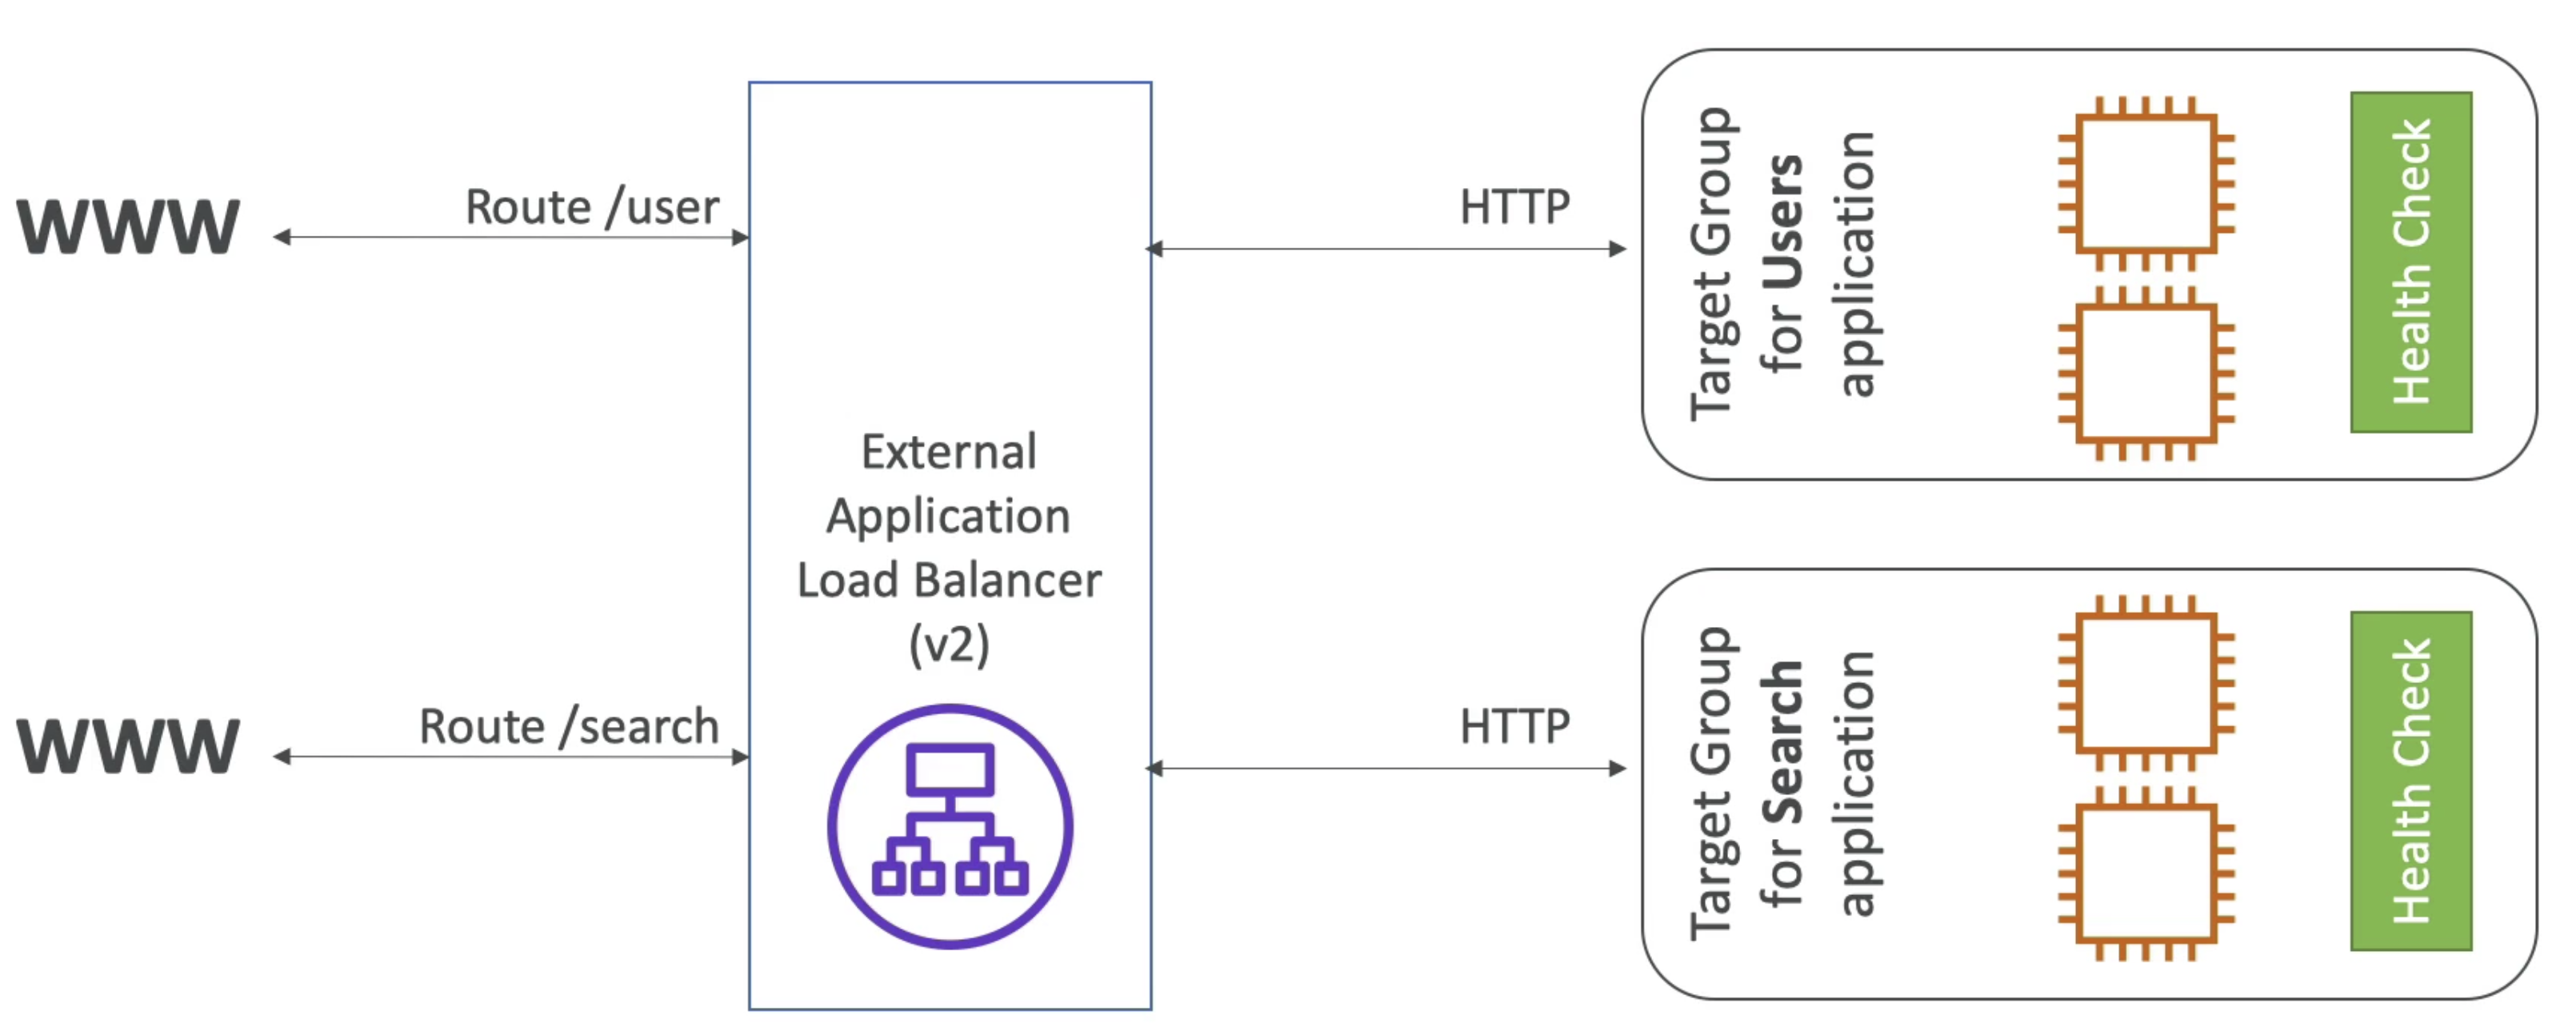 WWW
Route /user
HTTP
Target Group
for Users
application
Health Check
External
Application
Load Balancer
(v2)
WWW
Route /search
HTTP
Target Group
for Search
application
Health Check